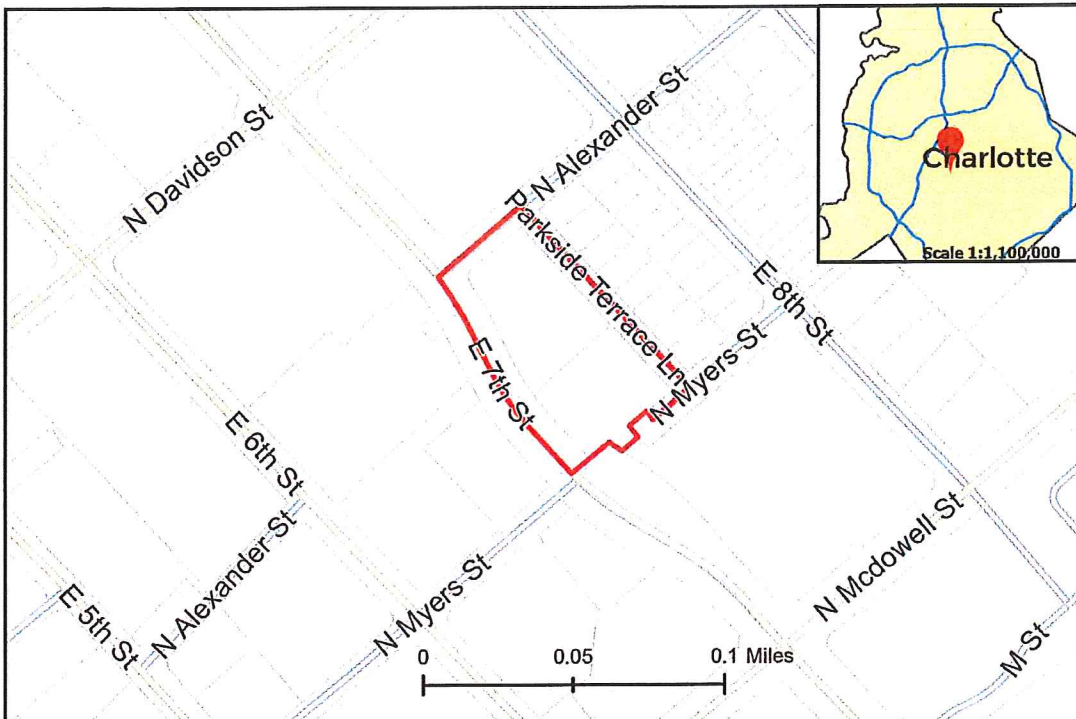 N Davidson St
N Alexander St
Charlotte
Scale 1:1,100,000
Parkside Terrace Ln
E 8th St
N Myers St
E 7th St
E 6th St
N Alexander St
E 5th St
N Myers St
N Mcdowell St
M St
0 0.05 0.1 Miles